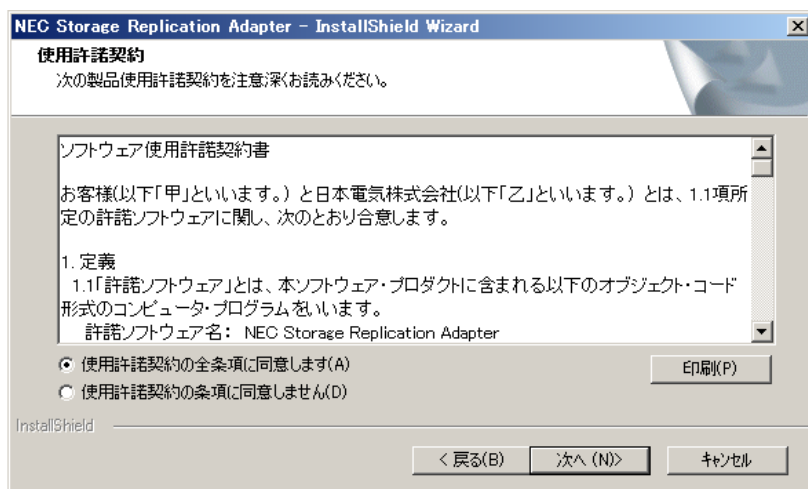 NEC Storage Replication Adapter - InstallShield Wizard
使用許諾契約
次の製品使用許諾契約を注意深くお読みください。
ソフトウェア使用許諾契約書
お客様(以下「甲」といいます。) と日本電気株式会社(以下「乙」といいます。) とは、1.1項所
定の許諾ソフトウェアに関し、次のとおり合意します。
1. 定義
1.1「許諾ソフトウェア」とは、本ソフトウェア・プロダクトに含まれる以下のオブジェクト・コード
形式のコンピュータ・プログラムをいいます。
許諾ソフトウェア名： NEC Storage Replication Adapter
使用許諾契約の全条項に同意します(A)
印刷(P)
使用許諾契約の条項に同意しません(D)
InstallShield
< 戻る(B)
次へ (N)>
キャンセル